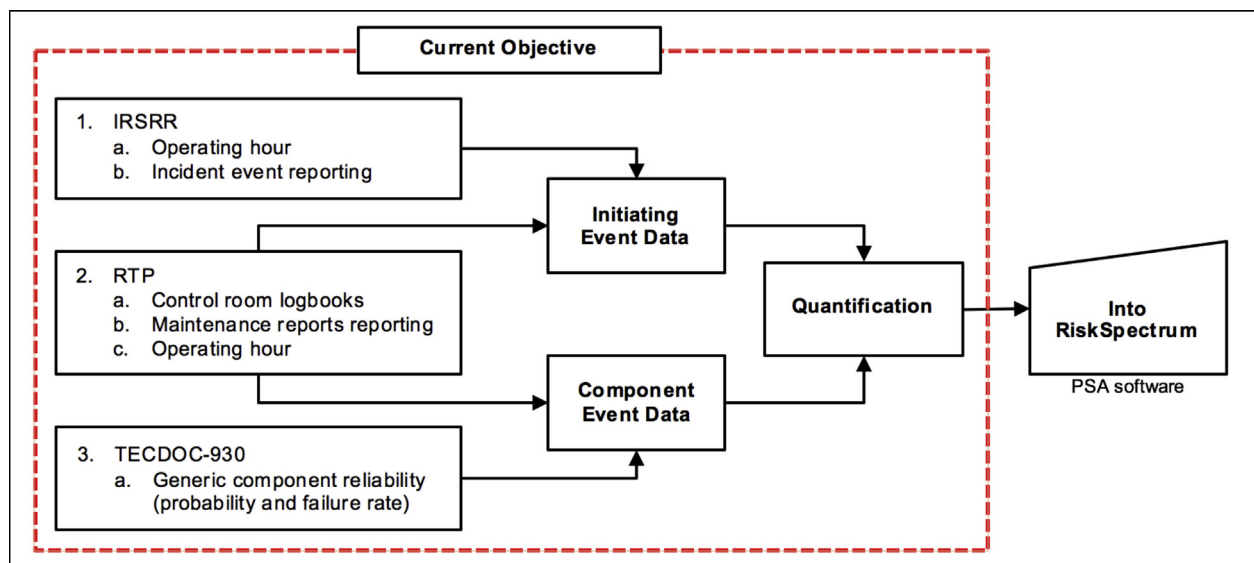 Current Objective
1. IRSRR
a. Operating hour
b. Incident event reporting
2. RTP
a. Control room logbooks
b. Maintenance reports reporting
c. Operating hour
3. TECDOC-930
a. Generic component reliability
(probability and failure rate)
Initiating
Event Data
Component
Event Data
Quantification
Into
RiskSpectrum
PSA software